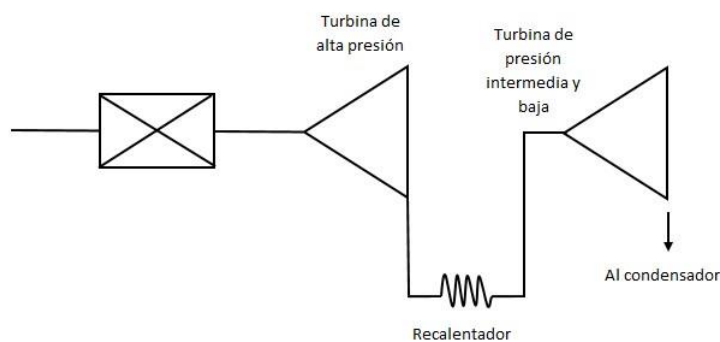 Turbina de
alta presión
Turbina de
presión
intermedia y
baja
Al condensador
Recalentador